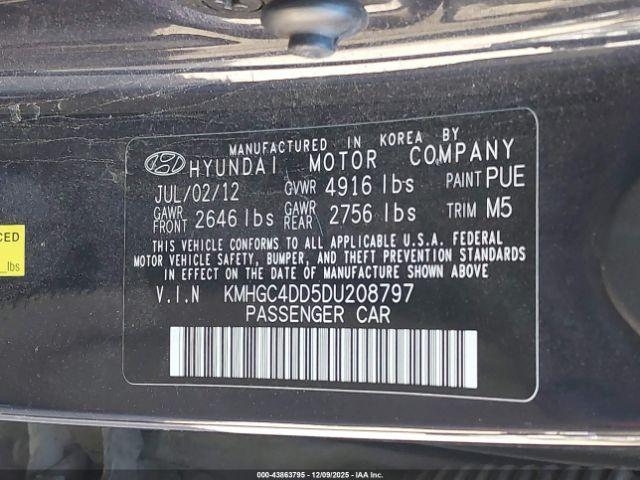 MANUFACTURED IN KOREA BY
HYUNDAI MOTOR COMPANY
JUL/02/12 GVWR 4916 lbs PAINT PUE
GAWR FRONT 2646 lbs GAWR REAR 2756 lbs TRIM M5
THIS VEHICLE CONFORMS TO ALL APPLICABLE U.S.A. FEDERAL
MOTOR VEHICLE SAFETY, BUMPER, AND THEFT PREVENTION STANDARDS
IN EFFECT ON THE DATE OF MANUFACTURE SHOWN ABOVE
V.I.N KMHGC4DD5DU208797
PASSENGER CAR
CED
lbs
000-43863795 - 12/09/2025 - IAAI.com